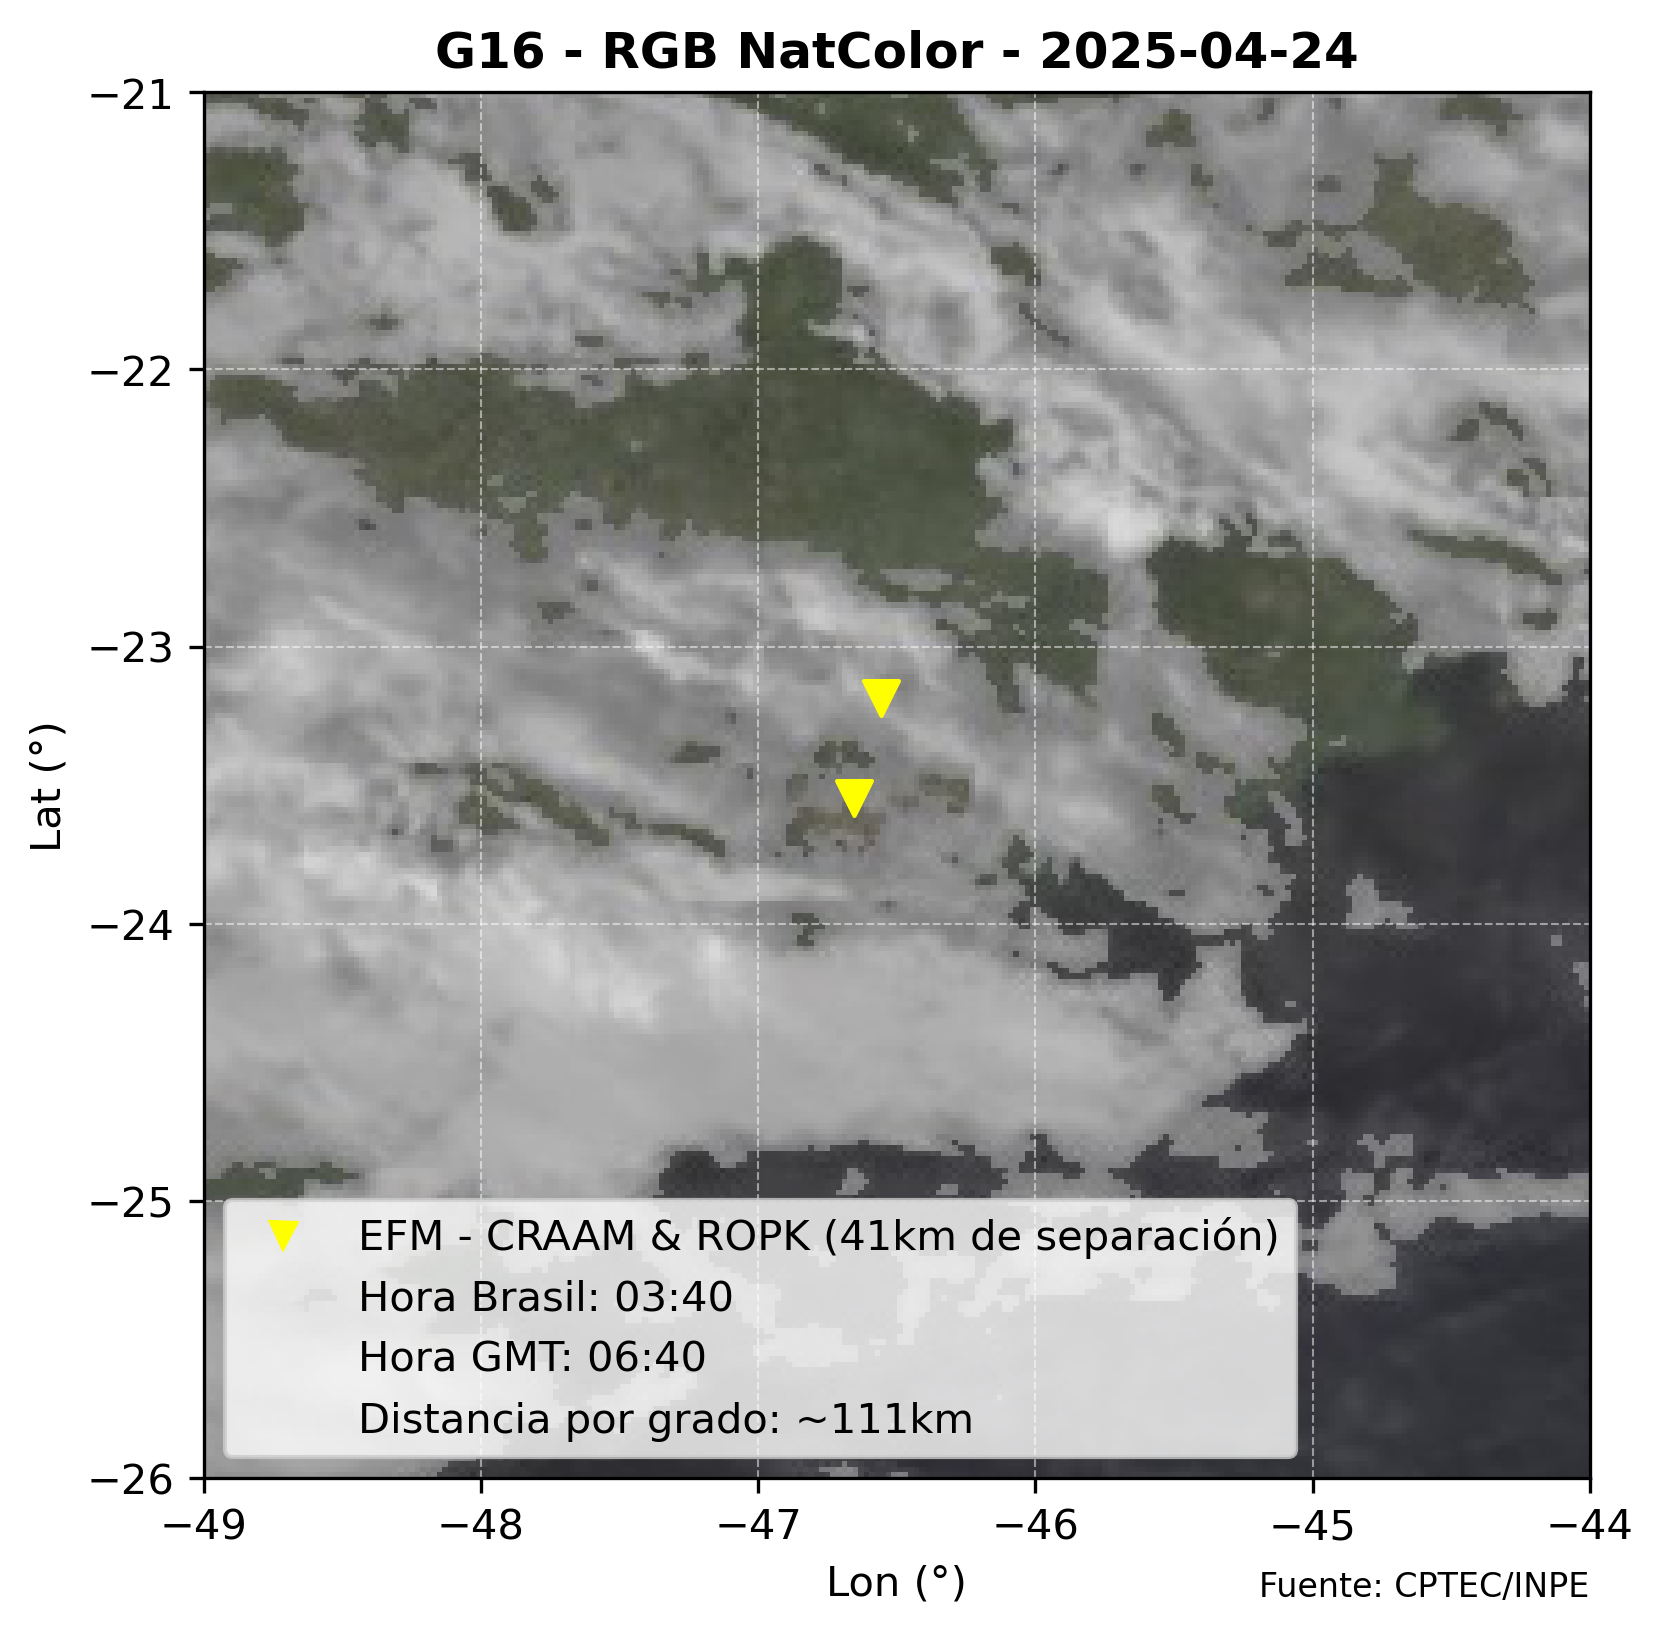 G16 - RGB NatColor - 2025-04-24
−21
−22
−23
−24
−25
−26
Lat (°)
EFM - CRAAM & ROPK (41km de separación)
Hora Brasil: 03:40
Hora GMT: 06:40
Distancia por grado: ~111km
−49
−48
−47
−46
−45
−44
Lon (°)
Fuente: CPTEC/INPE